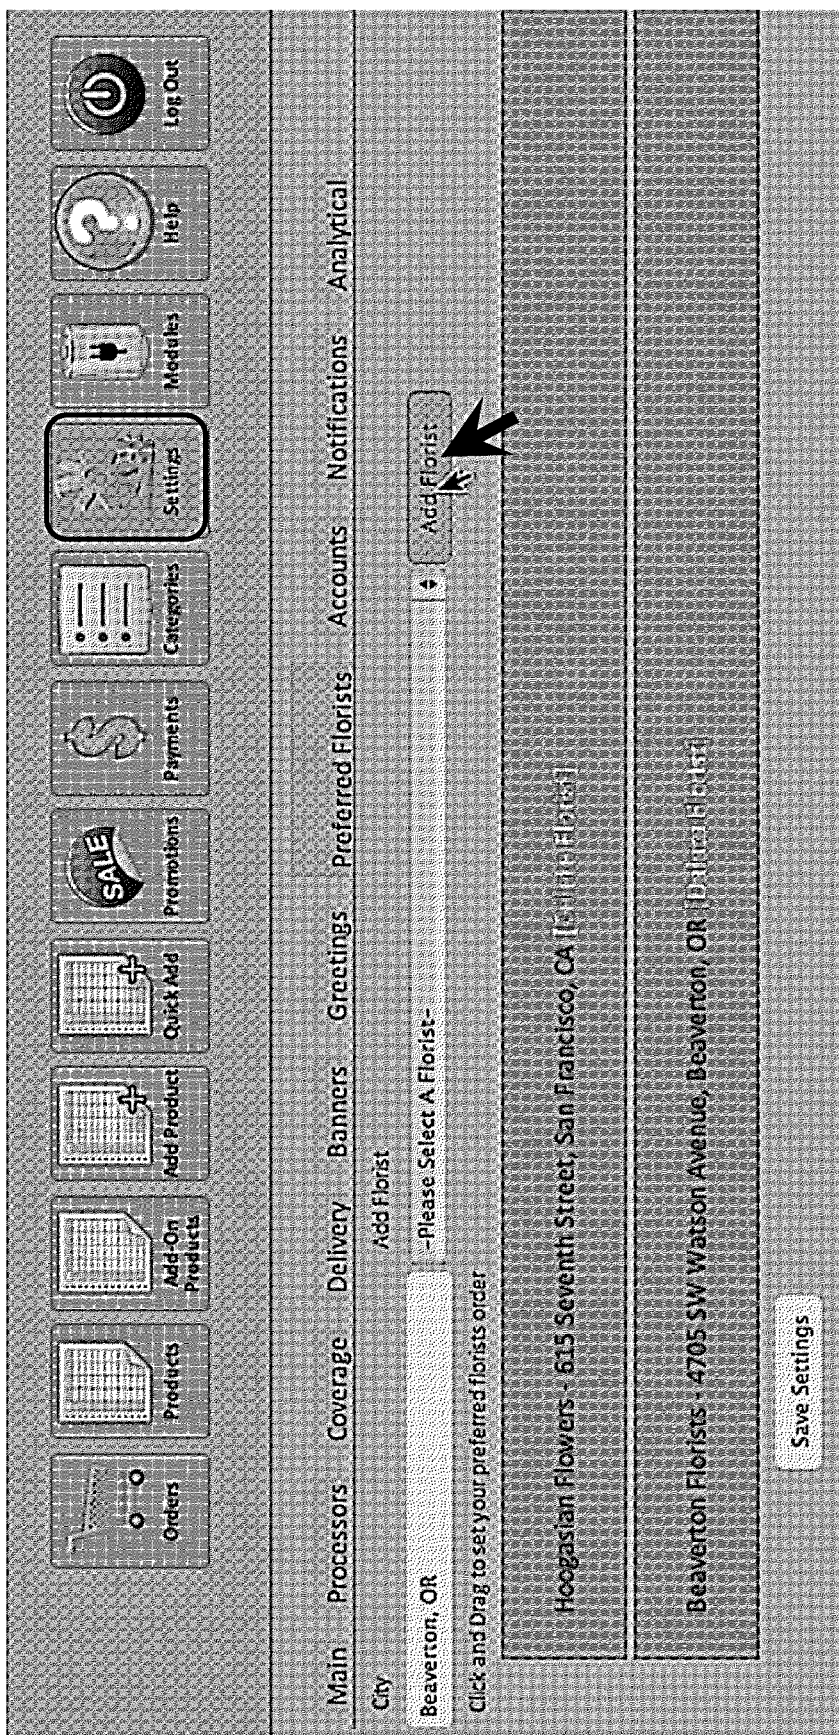 Orders Products Add-On Products Add Product Quick Add SALE Promotions Payments Categories Settings Modules Help Log Out
Main Processors Coverage Delivery Banners Greetings Preferred Florists Accounts Notifications Analytical
City Add Florist
Beaverton, OR -Please Select A Florist- Add Florist
Click and Drag to set your preferred florists order
Hoogasian Flowers - 615 Seventh Street, San Francisco, CA
Beaverton Florists - 4705 SW Watson Avenue, Beaverton, OR
Save Settings